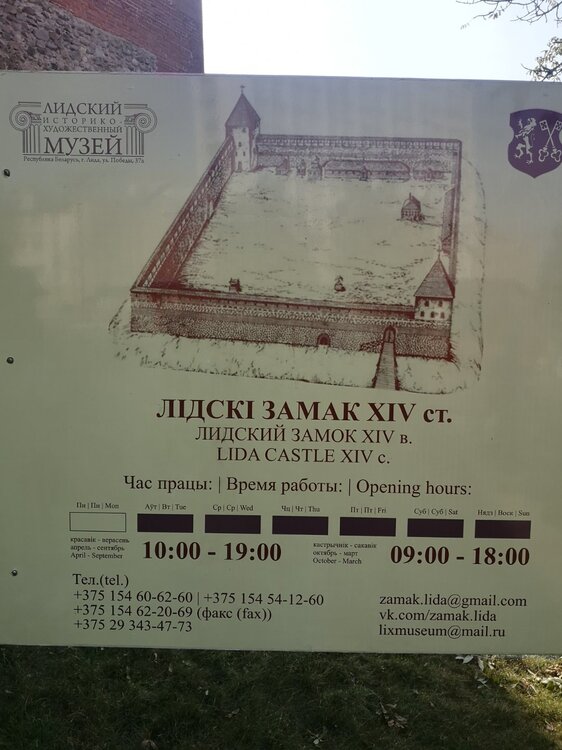 ЛИДСКИЙ
ИСТОРИКО-
ХУДОЖЕСТВЕННЫЙ
МУЗЕЙ
Республика Беларусь, г. Лида, ул. Победы, 37а
ЛІДСКІ ЗАМАК XIV ст.
ЛИДСКИЙ ЗАМОК XIV в.
LIDA CASTLE XIV c.
Час працы: | Время работы: | Opening hours:
Пн | Пн | Mon Аўт | Вт | Tue Ср | Ср | Wed Чц | Чт | Thu Пт | Пт | Fri Суб | Суб | Sat Нядз | Воск | Sun
красавік - верасень
апрель - сентябрь
April - September
10:00 - 19:00
кастрычнік - сакавік
октябрь - март
October - March
09:00 - 18:00
Тел.(tel.)
+375 154 60-62-60 | +375 154 54-12-60
+375 154 62-20-69 (факс (fax))
+375 29 343-47-73
zamak.lida@gmail.com
vk.com/zamak.lida
lixmuseum@mail.ru